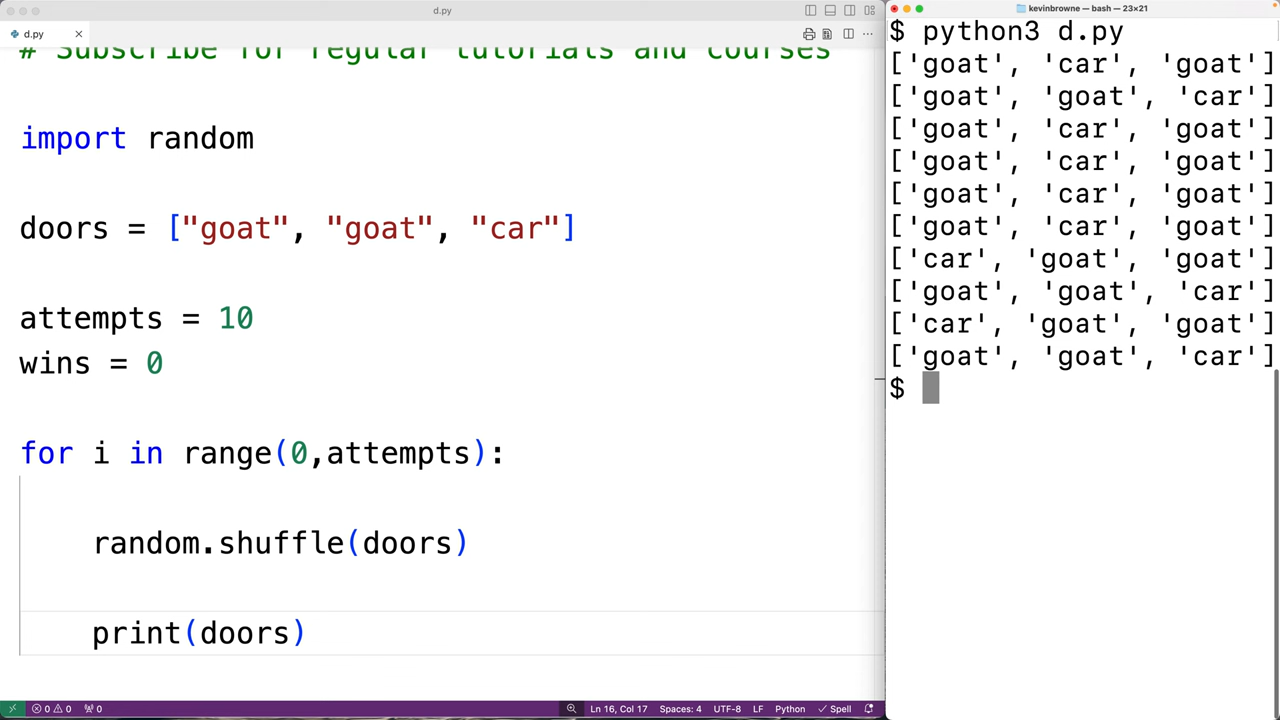 d.py
d.py
# Subscribe for regular tutorials and courses
import random
doors = ["goat", "goat", "car"]
attempts = 10
wins = 0
for i in range(0,attempts):
random.shuffle(doors)
print(doors)
0 0 0
Ln 16, Col 17 Spaces: 4 UTF-8 LF Python Spell
kevinbrowne — bash — 23×21
$ python3 d.py
['goat', 'car', 'goat']
['goat', 'goat', 'car']
['goat', 'car', 'goat']
['goat', 'car', 'goat']
['goat', 'car', 'goat']
['goat', 'car', 'goat']
['car', 'goat', 'goat']
['goat', 'goat', 'car']
['car', 'goat', 'goat']
['goat', 'goat', 'car']
$